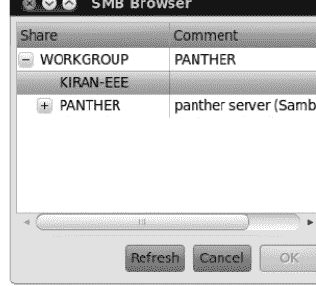 SMB Browser
Share Comment
WORKGROUP PANTHER
KIRAN-EEE
PANTHER panther server (Samb
Refresh Cancel OK